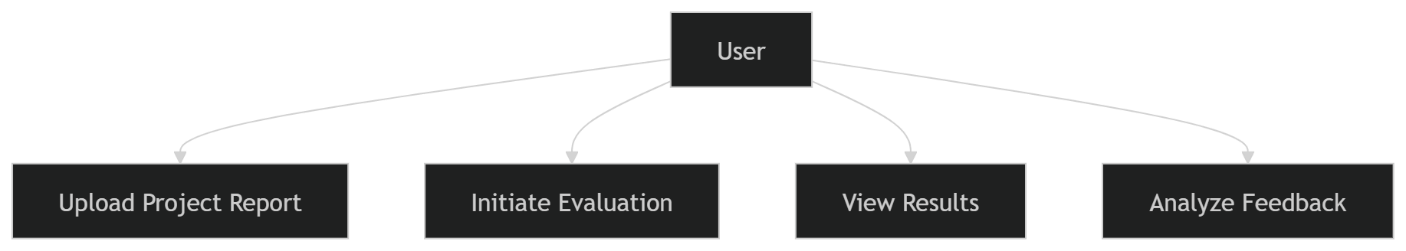 User
Upload Project Report
Initiate Evaluation
View Results
Analyze Feedback